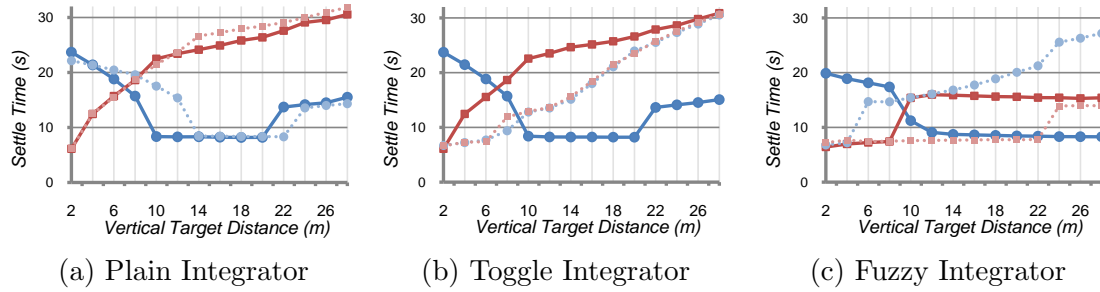 30
20
10
0
Settle Time (s)
2 6 10 14 18 22 26
Vertical Target Distance (m)
(a) Plain Integrator
30
20
10
0
Settle Time (s)
2 6 10 14 18 22 26
Vertical Target Distance (m)
(b) Toggle Integrator
30
20
10
0
Settle Time (s)
2 6 10 14 18 22 26
Vertical Target Distance (m)
(c) Fuzzy Integrator